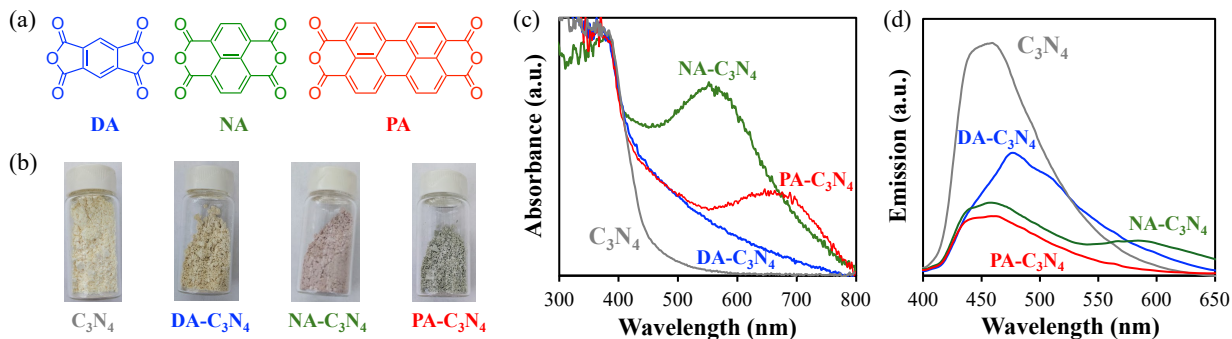 (a)
O O O O O O
DA
O O O O O O
NA
O O O O O O
PA
(b)
C₃N₄
DA-C₃N₄
NA-C₃N₄
PA-C₃N₄
(c)
Absorbance (a.u.)
NA-C₃N₄
PA-C₃N₄
C₃N₄
DA-C₃N₄
300 400 500 600 700 800
Wavelength (nm)
(d)
Emission (a.u.)
C₃N₄
DA-C₃N₄
NA-C₃N₄
PA-C₃N₄
400 450 500 550 600 650
Wavelength (nm)